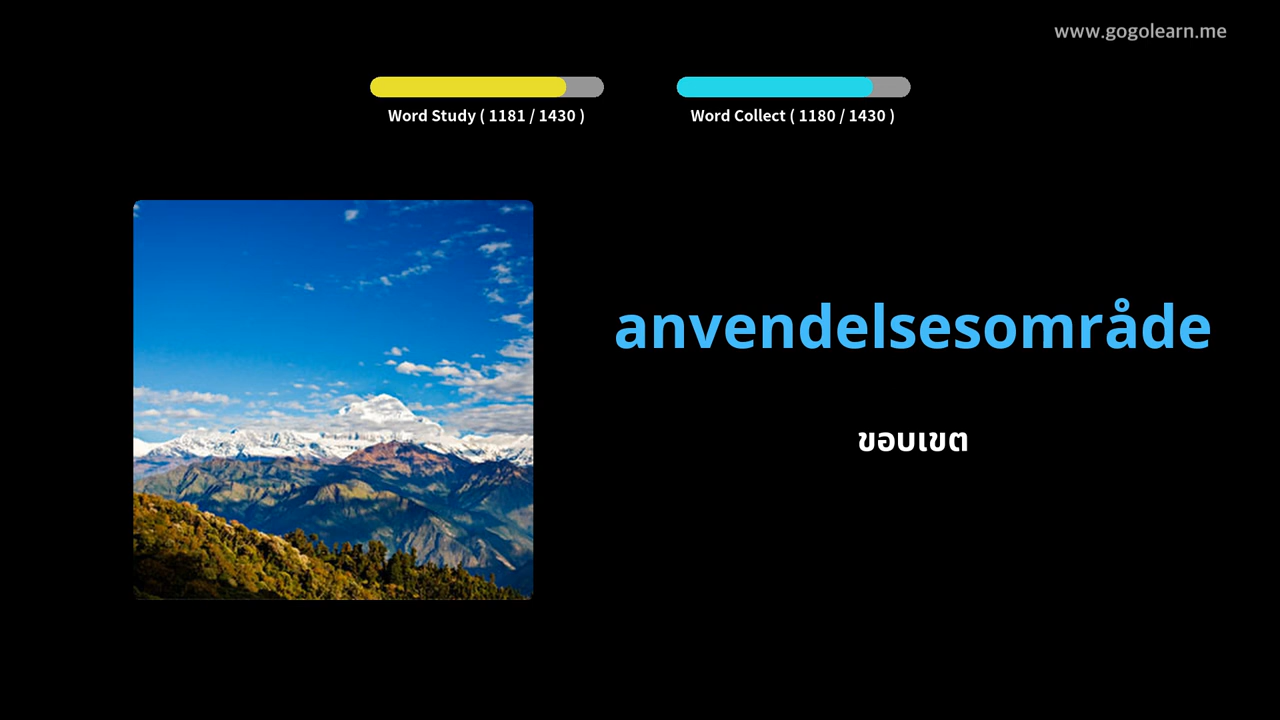 www.gogolearn.me
Word Study ( 1181 / 1430 )
Word Collect ( 1180 / 1430 )
anvendelsesområde
ขอบเขต